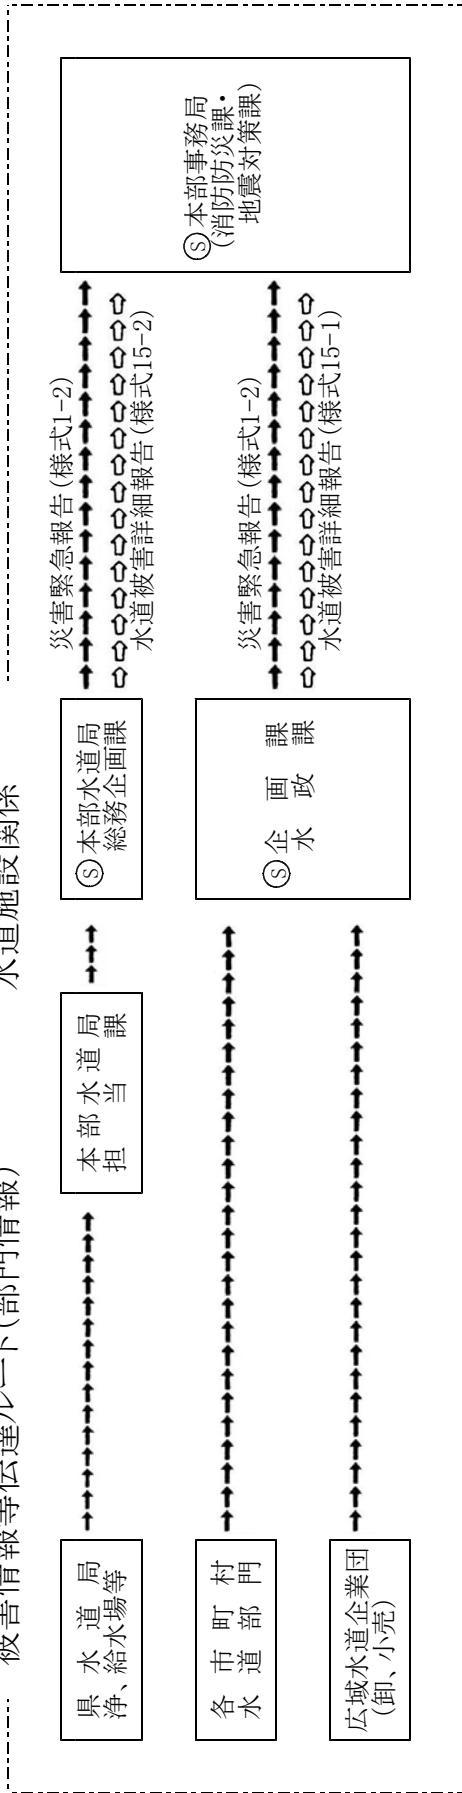 被害情報等伝達ルート(部門情報) 水道施設関係
県水道局
浄、給水場等
本部水道局
担当課
Ⓢ本部水道局
総務企画課
災害緊急報告(様式1-2)
水道被害詳細報告(様式15-2)
Ⓢ本部事務局
(消防防災課・
地震対策課)
各市町村
水道部門
広域水道企業団
(卸、小売)
Ⓢ企画課
水政課
災害緊急報告(様式1-2)
水道被害詳細報告(様式15-1)